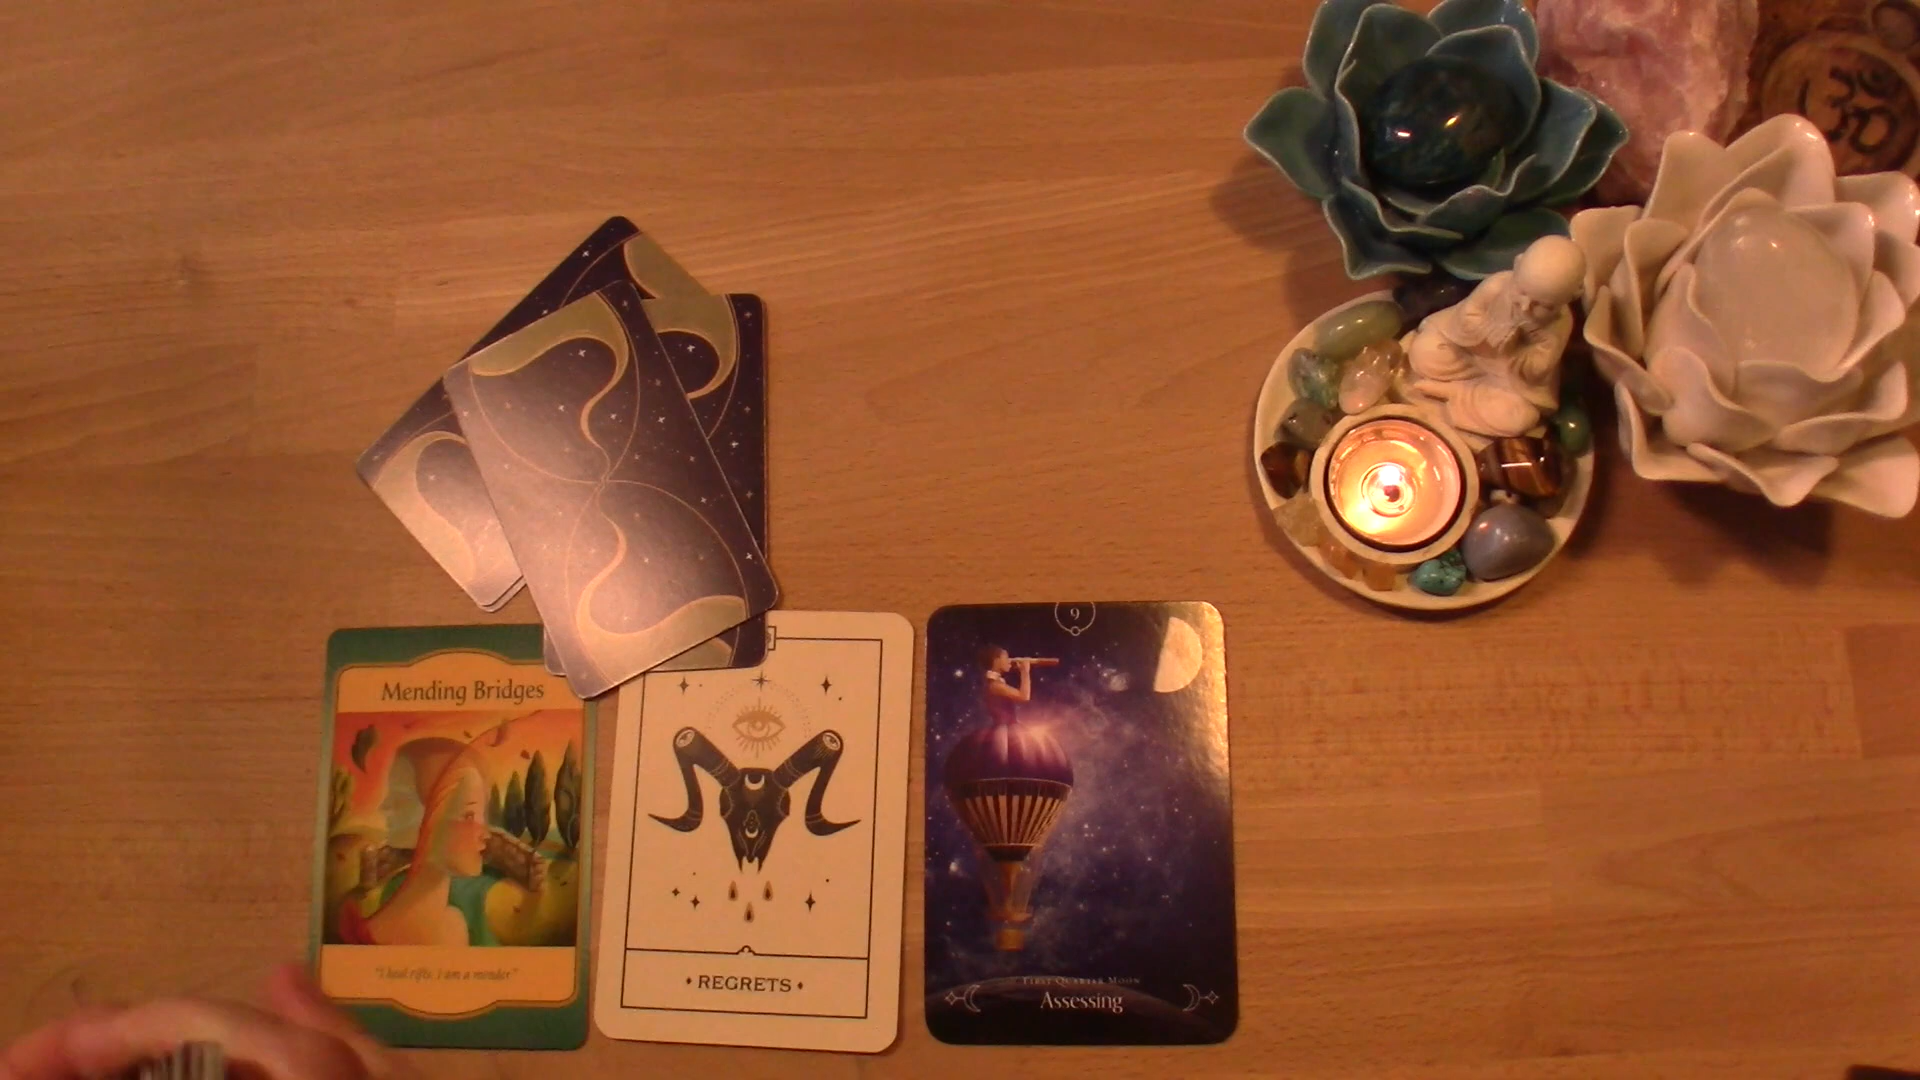 Mending Bridges
"I heal rifts. I am a mender."
REGRETS
9
First Quarter Moon
Assessing
ॐ